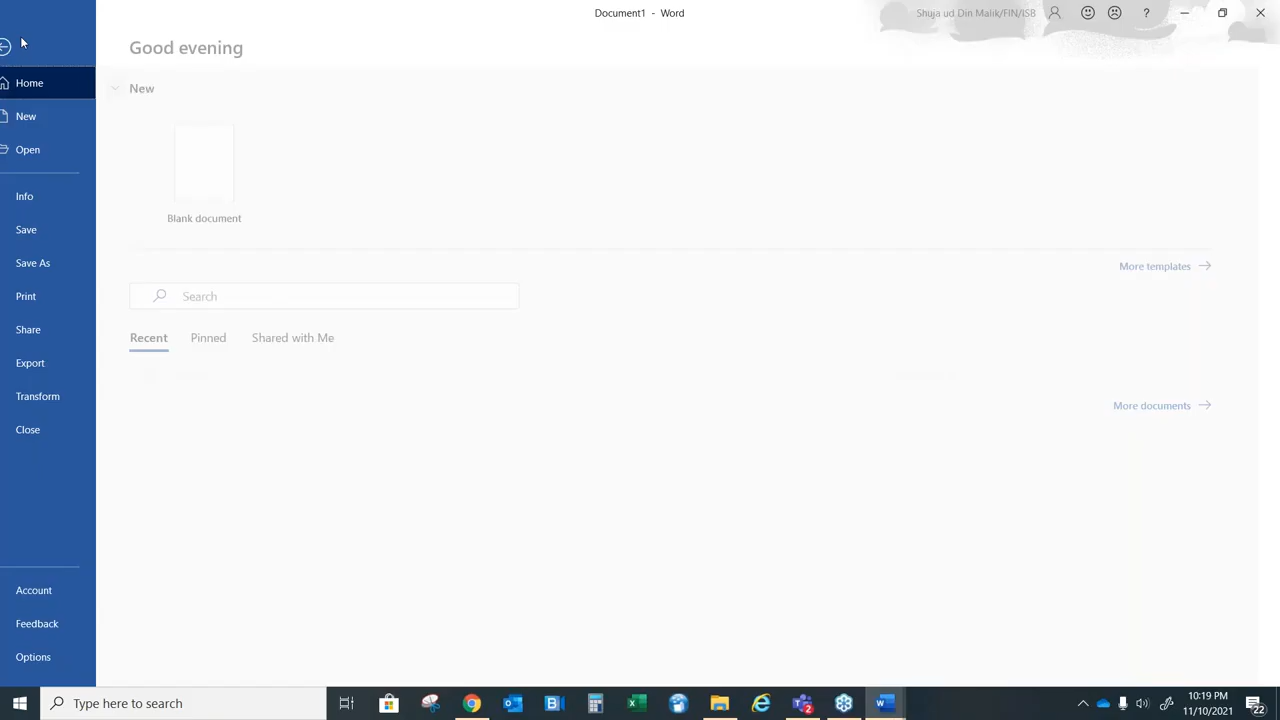 Document1 - Word
Shuja ud Din Malik/FIN/ISB
?
Good evening
Home
New
New
Open
Info
Blank document
Save
Save As
More templates
Print
Search
Share
Recent Pinned Shared with Me
Export
Transform
More documents
Close
Account
Feedback
Options
Type here to search
2
10:19 PM
11/10/2021
22